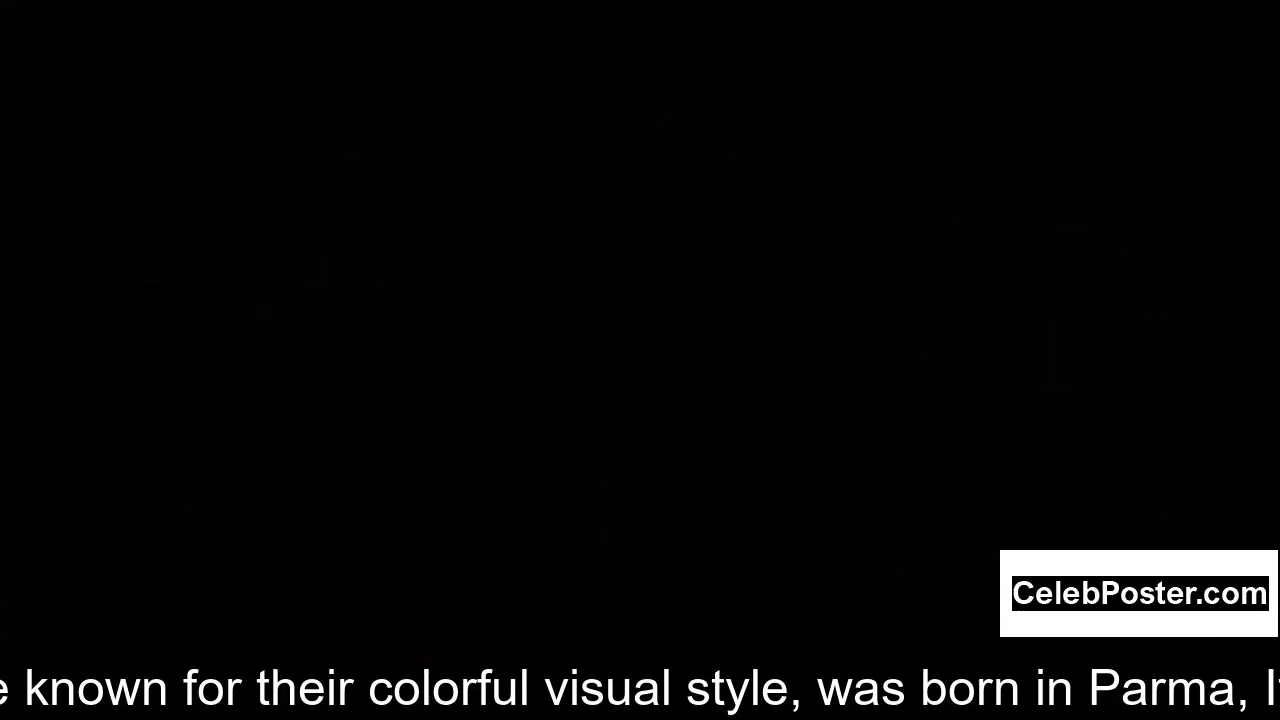 CelebPoster.com
known for their colorful visual style, was born in Parma,